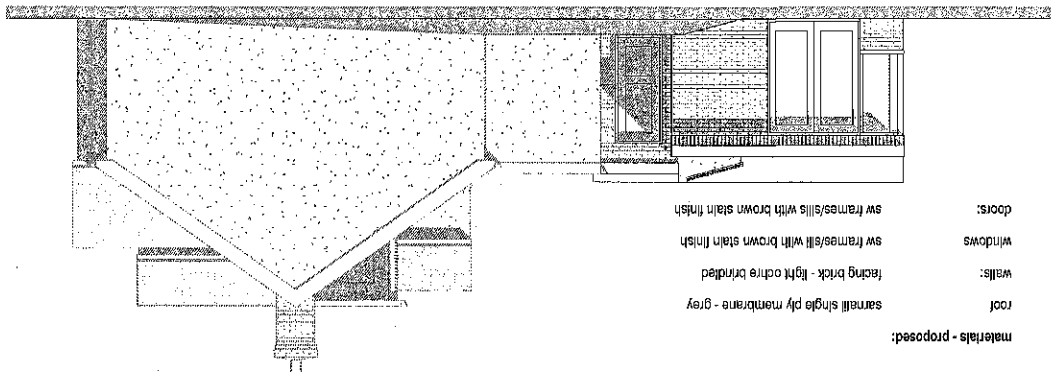 materials - proposed:
roof sarnafil single ply membrane - grey
walls: facing brick - light ochre brindled
windows sw frames/sill with brown stain finish
doors: sw frames/sills with brown stain finish